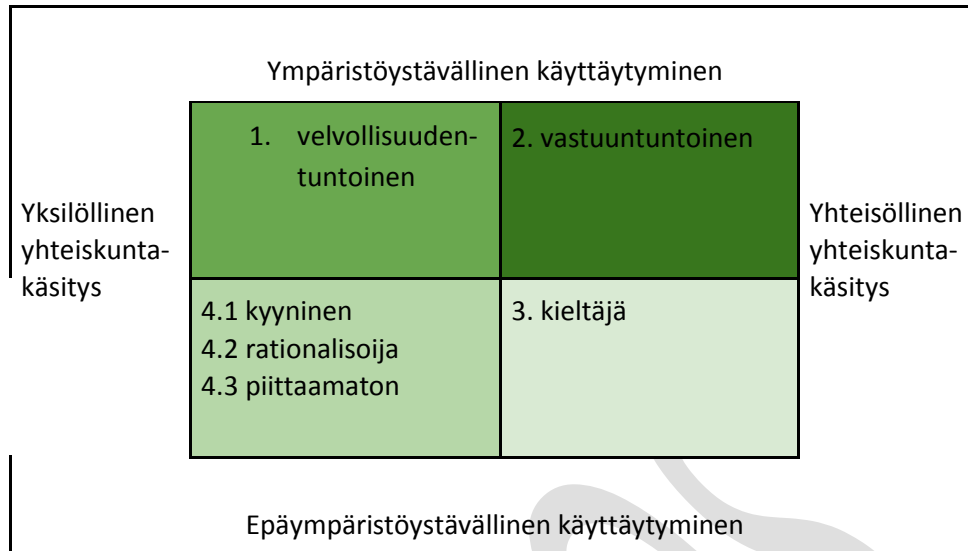 Ympäristöystävällinen käyttäytyminen
1. velvollisuuden-
tuntoinen
2. vastuuntuntoinen
Yksilöllinen
yhteiskunta-
käsitys
Yhteisöllinen
yhteiskunta-
käsitys
4.1 kyyninen
4.2 rationalisoija
4.3 piittaamaton
3. kieltäjä
Epäympäristöystävällinen käyttäytyminen